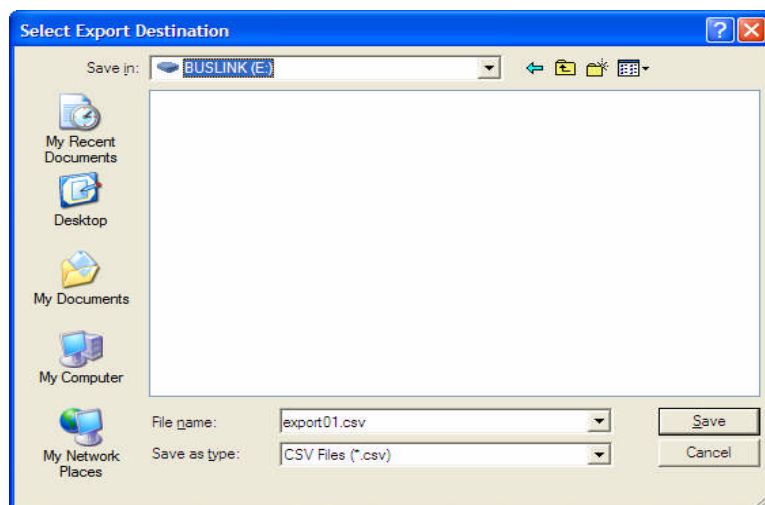 Select Export Destination
Save in:
BUSLINK (E:)
My Recent
Documents
Desktop
My Documents
My Computer
My Network
Places
File name:
export01.csv
Save
Save as type:
CSV Files (*.csv)
Cancel